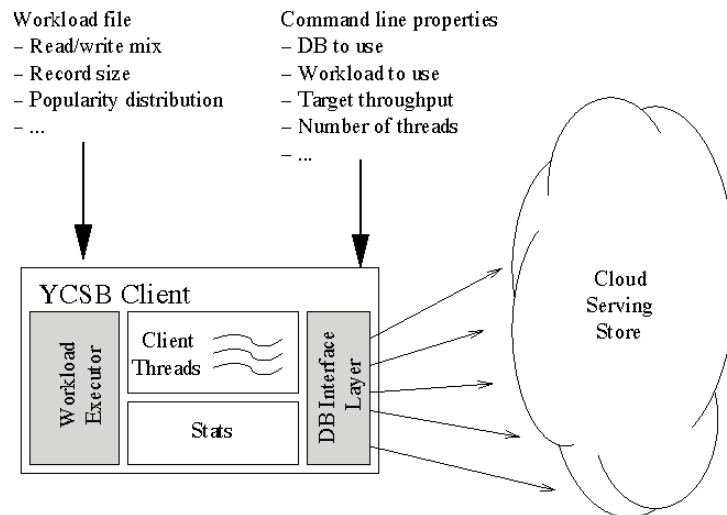 Workload file
– Read/write mix
– Record size
– Popularity distribution
– ...
Command line properties
– DB to use
– Workload to use
– Target throughput
– Number of threads
– ...
YCSB Client
Workload
Executor
Client
Threads
Stats
DB Interface
Layer
Cloud
Serving
Store